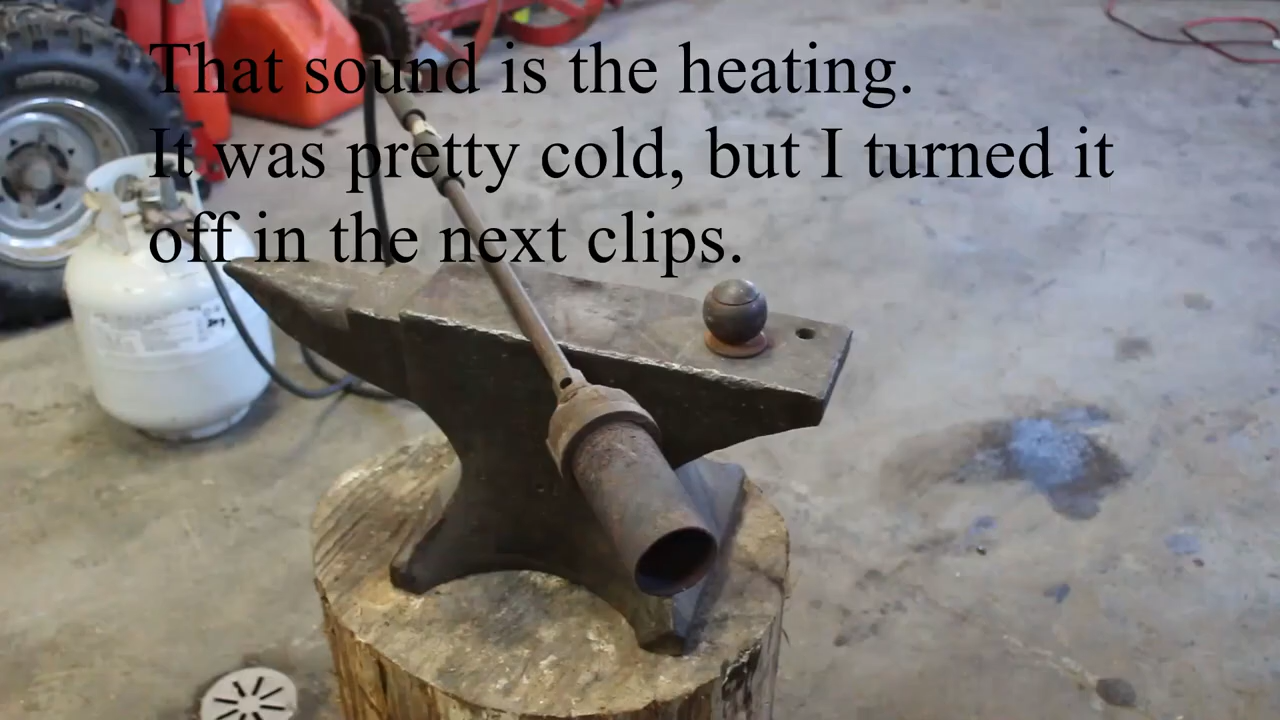 That sound is the heating.
It was pretty cold, but I turned it
off in the next clips.